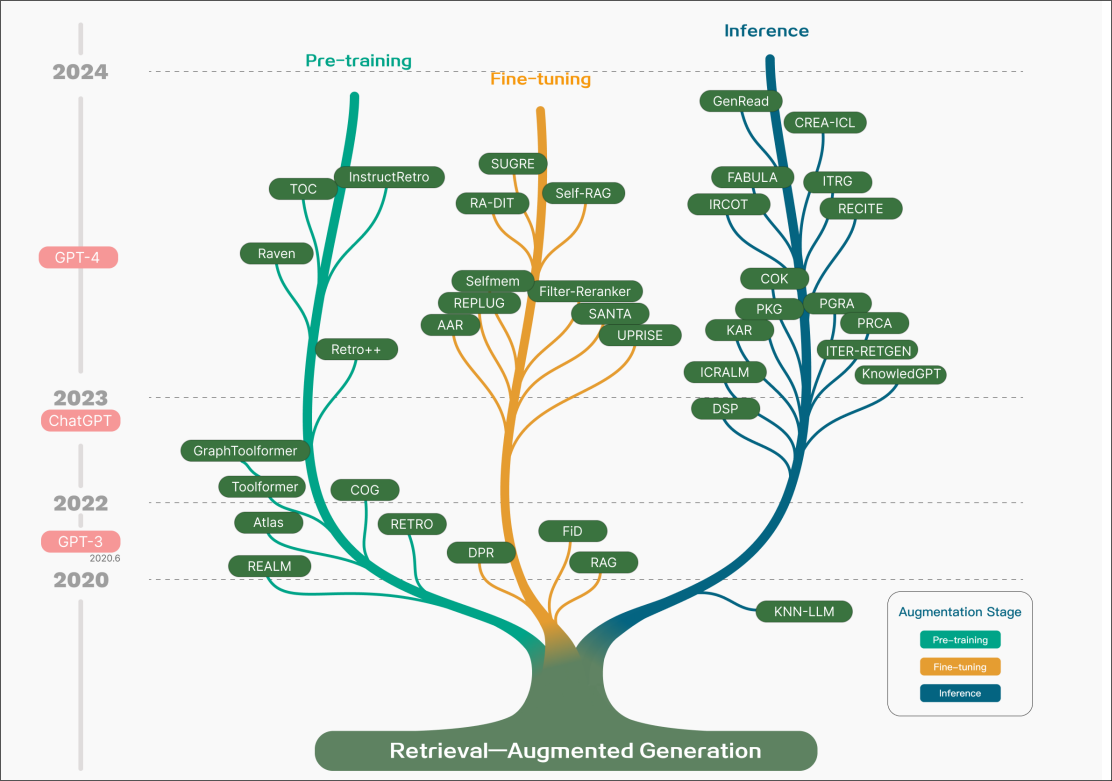 Inference
Pre-training
2024
Fine-tuning
GenRead
CREA-ICL
SUGRE
InstructRetro
FABULA
ITRG
TOC
Self-RAG
RA-DIT
IRCOT
RECITE
Raven
GPT-4
COK
Selfmem
Filter-Reranker
REPLUG
PGRA
PKG
SANTA
AAR
PRCA
KAR
UPRISE
Retro++
ITER-RETGEN
ICRALM
KnowledGPT
2023
DSP
ChatGPT
GraphToolformer
Toolformer
COG
2022
Atlas
RETRO
FiD
GPT-3
DPR
2020.6
RAG
REALM
2020
KNN-LLM
Augmentation Stage
Pre-training
Fine-tuning
Inference
Retrieval—Augmented Generation